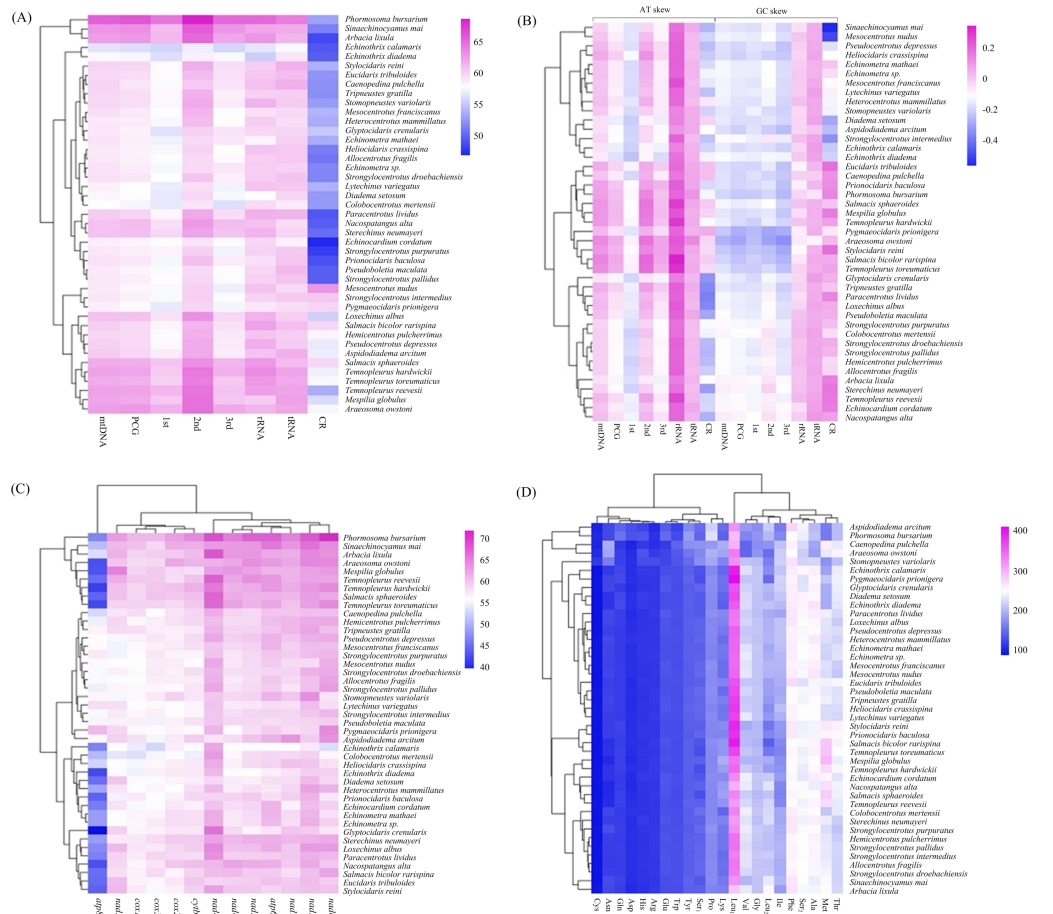 (A)
Phormosoma bursarium
Sinaechinocyamus mai
Arbacia lixula
Echinothrix calamaris
Echinothrix diadema
Stylocidaris reini
Eucidaris tribuloides
Caenopedina pulchella
Tripneustes gratilla
Stomopneustes variolaris
Mesocentrotus franciscanus
Heterocentrotus mammillatus
Glyptocidaris crenularis
Echinometra mathaei
Heliocidaris crassispina
Allocentrotus fragilis
Echinometra sp.
Strongylocentrotus droebachiensis
Lytechinus variegatus
Diadema setosum
Colobocentrotus mertensii
Paracentrotus lividus
Nacospatangus alta
Sterechinus neumayeri
Echinocardium cordatum
Strongylocentrotus purpuratus
Prionocidaris baculosa
Pseudoboletia maculata
Strongylocentrotus pallidus
Mesocentrotus nudus
Strongylocentrotus intermedius
Pygmaeocidaris prionigera
Loxechinus albus
Salmacis bicolor rarispina
Hemicentrotus pulcherrimus
Pseudocentrotus depressus
Aspidodiadema arcitum
Salmacis sphaeroides
Temnopleurus hardwickii
Temnopleurus toreumaticus
Temnopleurus reevesii
Mespilia globulus
Araeosoma owstoni
mtDNA PCG 1st 2nd 3rd rRNA tRNA CR
65
60
55
50
(B)
AT skew GC skew
Sinaechinocyamus mai
Mesocentrotus nudus
Pseudocentrotus depressus
Heliocidaris crassispina
Echinometra mathaei
Echinometra sp.
Mesocentrotus franciscanus
Lytechinus variegatus
Heterocentrotus mammillatus
Stomopneustes variolaris
Diadema setosum
Aspidodiadema arcitum
Strongylocentrotus intermedius
Echinothrix calamaris
Echinothrix diadema
Eucidaris tribuloides
Caenopedina pulchella
Prionocidaris baculosa
Phormosoma bursarium
Salmacis sphaeroides
Mespilia globulus
Temnopleurus hardwickii
Pygmaeocidaris prionigera
Araeosoma owstoni
Stylocidaris reini
Salmacis bicolor rarispina
Temnopleurus toreumaticus
Glyptocidaris crenularis
Tripneustes gratilla
Paracentrotus lividus
Loxechinus albus
Pseudoboletia maculata
Strongylocentrotus purpuratus
Colobocentrotus mertensii
Strongylocentrotus droebachiensis
Strongylocentrotus pallidus
Hemicentrotus pulcherrimus
Allocentrotus fragilis
Arbacia lixula
Sterechinus neumayeri
Temnopleurus reevesii
Echinocardium cordatum
Nacospatangus alta
mtDNA PCG 1st 2nd 3rd rRNA tRNA CR mtDNA PCG 1st 2nd 3rd rRNA tRNA CR
0.2
0
-0.2
-0.4
(C)
Phormosoma bursarium
Sinaechinocyamus mai
Arbacia lixula
Araeosoma owstoni
Mespilia globulus
Temnopleurus reevesii
Temnopleurus hardwickii
Salmacis sphaeroides
Temnopleurus toreumaticus
Caenopedina pulchella
Hemicentrotus pulcherrimus
Tripneustes gratilla
Pseudocentrotus depressus
Mesocentrotus franciscanus
Strongylocentrotus purpuratus
Mesocentrotus nudus
Strongylocentrotus droebachiensis
Allocentrotus fragilis
Strongylocentrotus pallidus
Stomopneustes variolaris
Lytechinus variegatus
Strongylocentrotus intermedius
Pseudoboletia maculata
Pygmaeocidaris prionigera
Aspidodiadema arcitum
Echinothrix calamaris
Colobocentrotus mertensii
Heliocidaris crassispina
Echinothrix diadema
Diadema setosum
Heterocentrotus mammillatus
Prionocidaris baculosa
Echinocardium cordatum
Echinometra mathaei
Echinometra sp.
Glyptocidaris crenularis
Sterechinus neumayeri
Loxechinus albus
Paracentrotus lividus
Nacospatangus alta
Salmacis bicolor rarispina
Eucidaris tribuloides
Stylocidaris reini
70
65
60
55
50
45
40
(D)
Aspidodiadema arcitum
Phormosoma bursarium
Caenopedina pulchella
Araeosoma owstoni
Stomopneustes variolaris
Echinothrix calamaris
Pygmaeocidaris prionigera
Glyptocidaris crenularis
Diadema setosum
Echinothrix diadema
Paracentrotus lividus
Loxechinus albus
Pseudocentrotus depressus
Heterocentrotus mammillatus
Echinometra mathaei
Echinometra sp.
Mesocentrotus franciscanus
Mesocentrotus nudus
Eucidaris tribuloides
Pseudoboletia maculata
Tripneustes gratilla
Heliocidaris crassispina
Lytechinus variegatus
Stylocidaris reini
Prionocidaris baculosa
Salmacis bicolor rarispina
Temnopleurus toreumaticus
Mespilia globulus
Temnopleurus hardwickii
Echinocardium cordatum
Nacospatangus alta
Salmacis sphaeroides
Temnopleurus reevesii
Colobocentrotus mertensii
Sterechinus neumayeri
Strongylocentrotus purpuratus
Hemicentrotus pulcherrimus
Strongylocentrotus pallidus
Strongylocentrotus intermedius
Allocentrotus fragilis
Strongylocentrotus droebachiensis
Sinaechinocyamus mai
Arbacia lixula
Cys Asn Gln Asp His Arg Glu Trp Tyr Ser Pro Lys Leu Val Gly Leu Ile Phe Ser Ala Met Thr
400
300
200
100